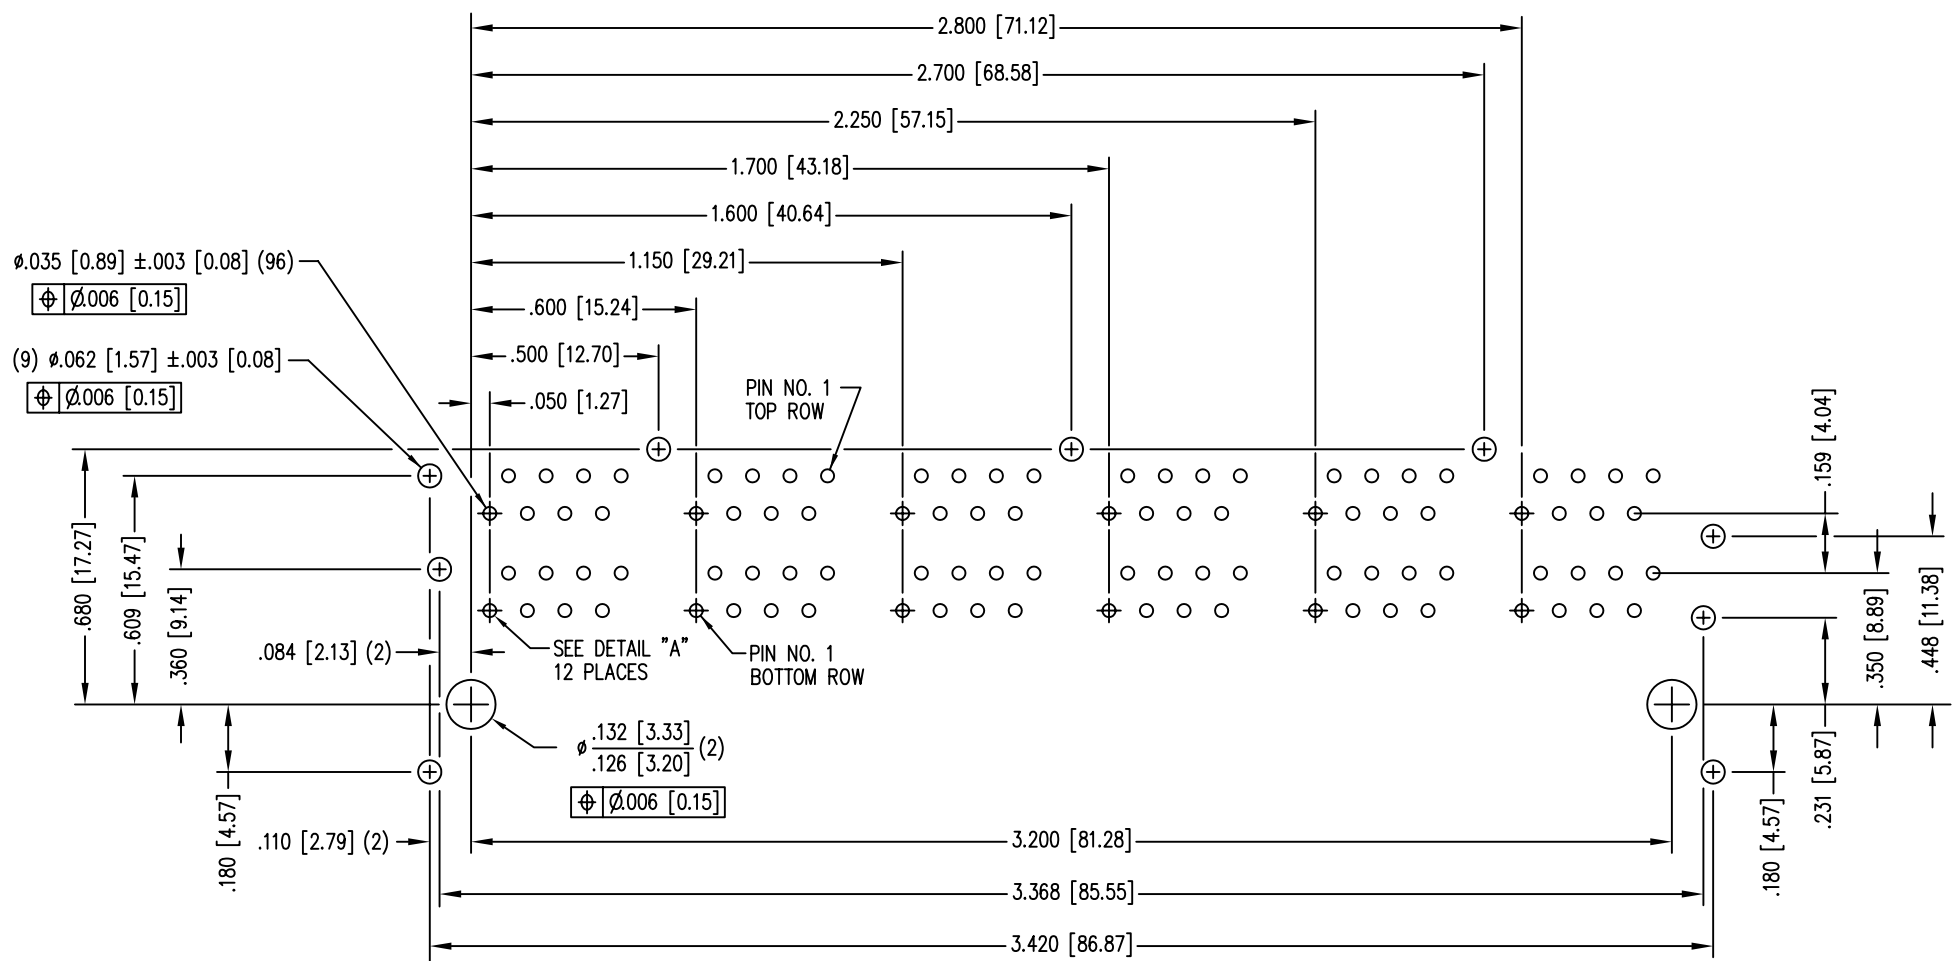 2.800 [71.12]
2.700 [68.58]
2.250 [57.15]
1.700 [43.18]
1.600 [40.64]
ø.035 [0.89] ±.003 [0.08] (96)
1.150 [29.21]
⌖ Ø.006 [0.15]
.600 [15.24]
(9) ø.062 [1.57] ±.003 [0.08]
.500 [12.70]
⌖ Ø.006 [0.15]
.050 [1.27]
PIN NO. 1
TOP ROW
.159 [4.04]
.680 [17.27]
.609 [15.47]
.360 [9.14]
.084 [2.13] (2)
SEE DETAIL "A"
12 PLACES
PIN NO. 1
BOTTOM ROW
.350 [8.89]
.448 [11.38]
ø .132 [3.33] (2)
.126 [3.20]
⌖ Ø.006 [0.15]
.231 [5.87]
.180 [4.57]
.180 [4.57]
.110 [2.79] (2)
3.200 [81.28]
3.368 [85.55]
3.420 [86.87]